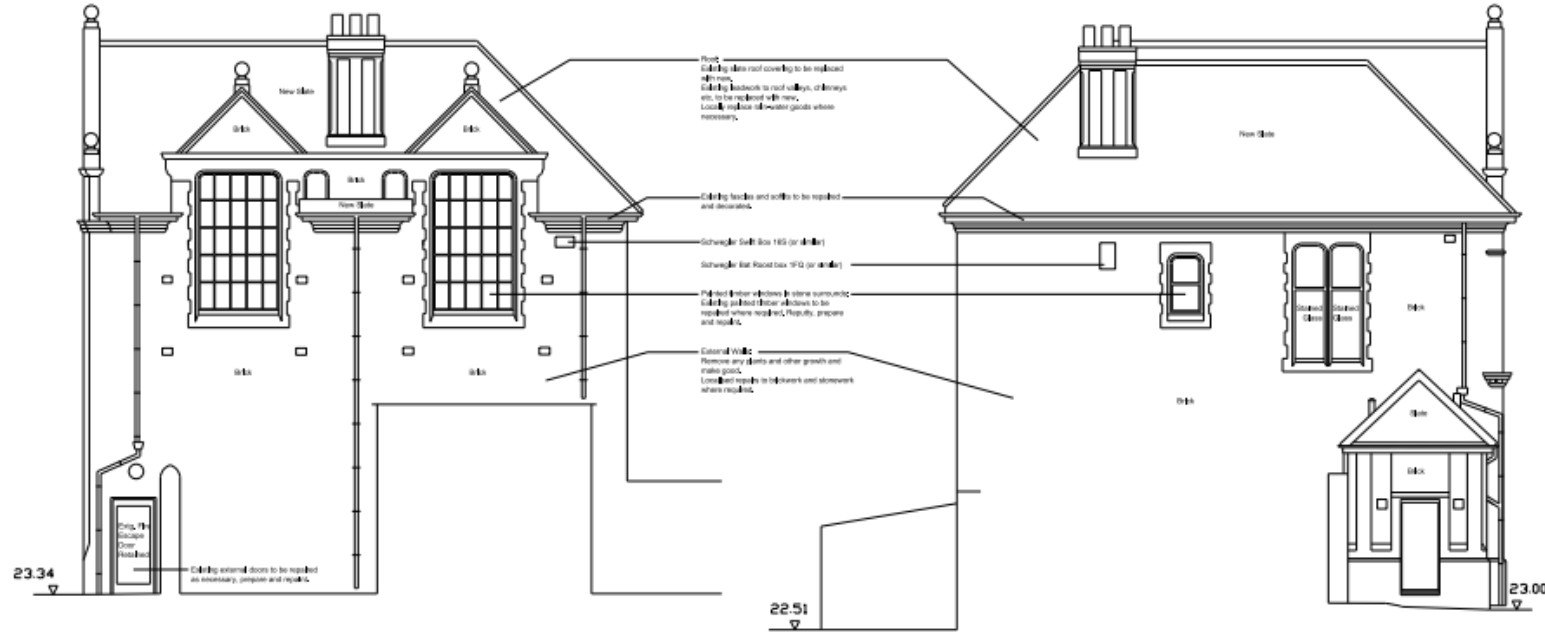 New Slate
Brick
Brick
Brick
New Slate
Brick
Brick
Extg. Fire
Escape
Door
Retained
23.34
Existing external doors to be repaired
as necessary, prepare and repaint.
Roof:
Existing slate roof covering to be replaced
with new.
Existing leadwork to roof valleys, chimneys
etc. to be replaced with new.
Locally replace rain-water goods where
necessary.
Existing fascias and soffits to be repaired
and decorated.
Schwegler Swift Box 16S (or similar)
Schwegler Bat Roost box 1FQ (or similar)
Painted timber windows in stone surrounds:
Existing painted timber windows to be
repaired where required. Reputty, prepare
and repaint.
External Walls:
Remove any plants and other growth and
make good.
Localised repairs to brickwork and stonework
where required.
22.51
New Slate
Stained
Glass
Stained
Glass
Brick
Brick
Slate
Brick
23.00